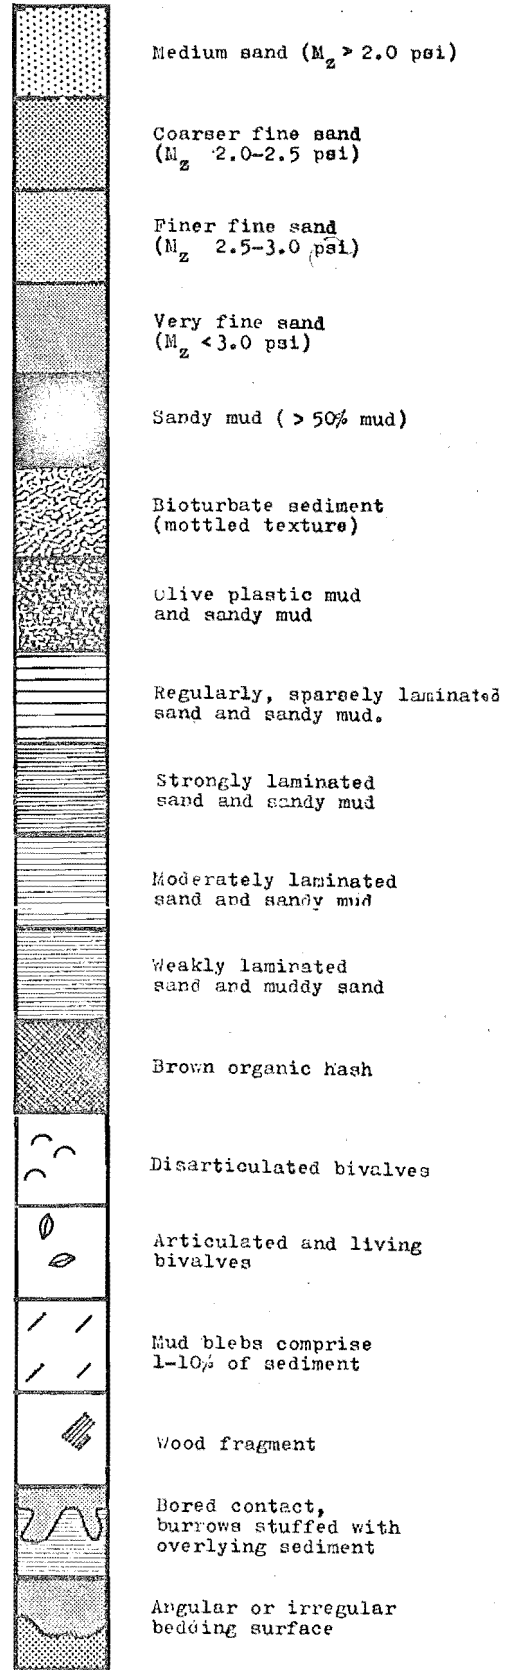 Medium sand (Mz > 2.0 psi)
Coarser fine sand
(Mz 2.0-2.5 psi)
Finer fine sand
(Mz 2.5-3.0 psi)
Very fine sand
(Mz < 3.0 psi)
Sandy mud ( > 50% mud)
Bioturbate sediment
(mottled texture)
Olive plastic mud
and sandy mud
Regularly, sparsely laminated
sand and sandy mud.
Strongly laminated
sand and sandy mud
Moderately laminated
sand and sandy mud
Weakly laminated
sand and muddy sand
Brown organic hash
Disarticulated bivalves
Articulated and living
bivalves
Mud blebs comprise
1-10% of sediment
Wood fragment
Bored contact,
burrows stuffed with
overlying sediment
Angular or irregular
bedding surface